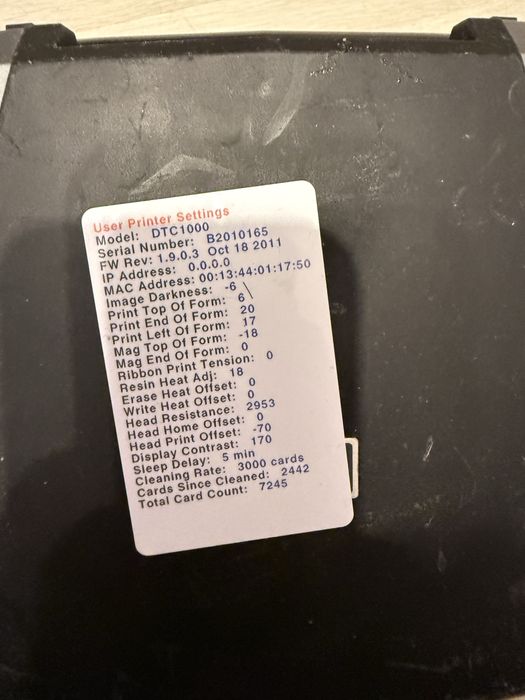 User Printer Settings
Model: DTC1000
Serial Number: B2010165
FW Rev: 1.9.0.3 Oct 18 2011
IP Address: 0.0.0.0
MAC Address: 00:13:44:01:17:50
Image Darkness: -6
Print Top Of Form: 6
Print End Of Form: 20
Print Left Of Form: 17
Mag Top Of Form: -18
Mag End Of Form: 0
Ribbon Print Tension: 0
Resin Heat Adj: 18
Erase Heat Offset: 0
Write Heat Offset: 0
Head Resistance: 2953
Head Home Offset: 0
Head Print Offset: -70
Display Contrast: 170
Sleep Delay: 5 min
Cleaning Rate: 3000 cards
Cards Since Cleaned: 2442
Total Card Count: 7245